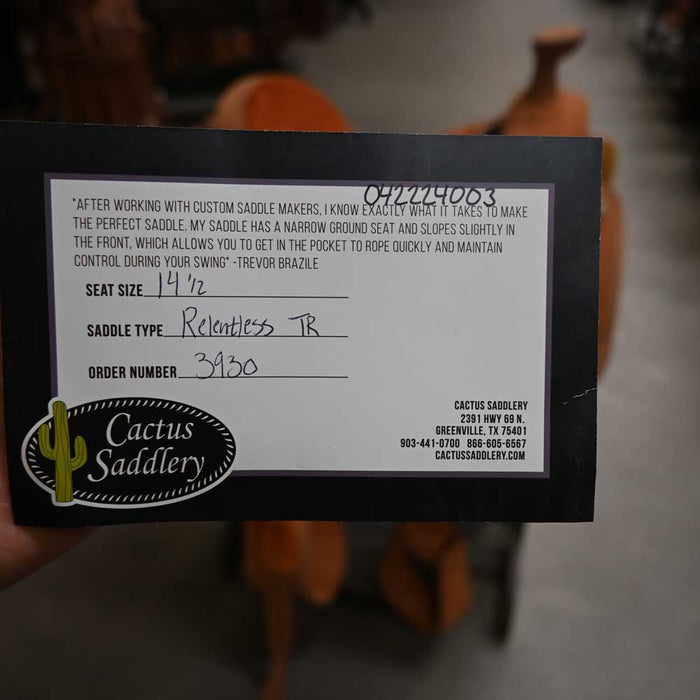 042224003
"AFTER WORKING WITH CUSTOM SADDLE MAKERS, I KNOW EXACTLY WHAT IT TAKES TO MAKE
THE PERFECT SADDLE. MY SADDLE HAS A NARROW GROUND SEAT AND SLOPES SLIGHTLY IN
THE FRONT, WHICH ALLOWS YOU TO GET IN THE POCKET TO ROPE QUICKLY AND MAINTAIN
CONTROL DURING YOUR SWING" -TREVOR BRAZILE
SEAT SIZE 14 1/2
SADDLE TYPE Relentless TR
ORDER NUMBER 3930
Cactus
Saddlery
CACTUS SADDLERY
2391 HWY 69 N.
GREENVILLE, TX 75401
903-441-0700 866-605-6567
CACTUSSADDLERY.COM